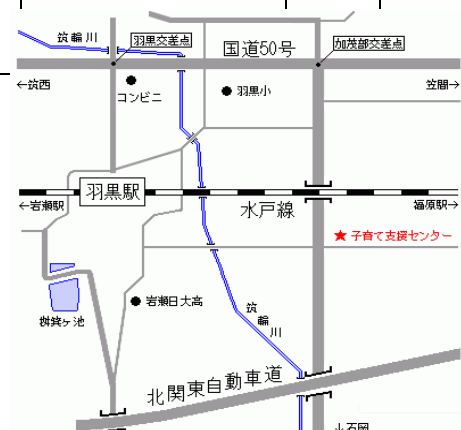 筑輪川
羽黒交差点
国道50号
加茂部交差点
←筑西
コンビニ
羽黒小
笠間→
羽黒駅
←岩瀬駅
水戸線
福原駅→
★ 子育て支援センター
岩瀬日大高
筑輪川
桝箕ヶ池
北関東自動車道